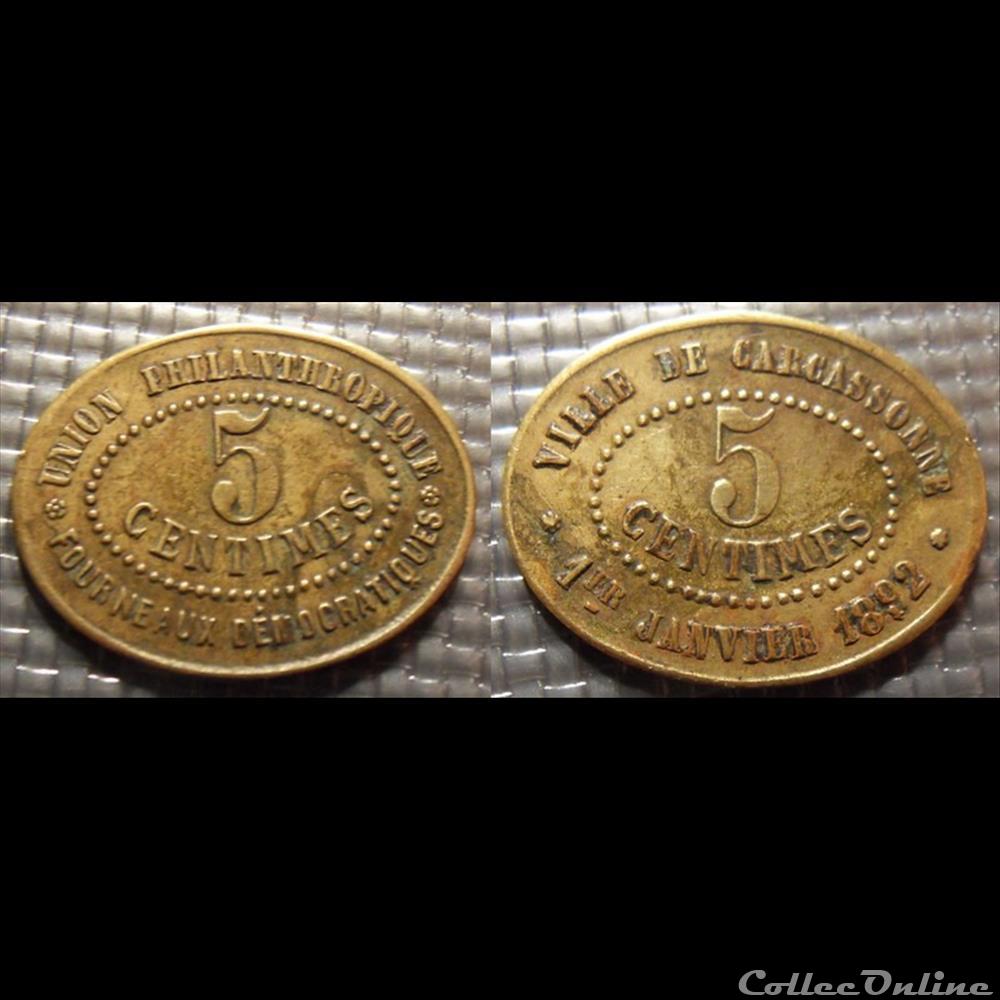 UNION PHILANTHROPIQUE
5
CENTIMES
FOURNEAUX DÉMOCRATIQUES
VILLE DE CARCASSONNE
5
CENTIMES
1ER JANVIER 1892
CollecOnline